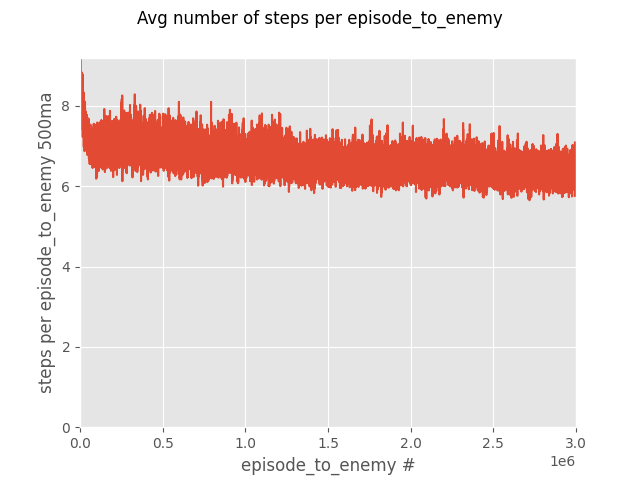 Avg number of steps per episode_to_enemy
steps per episode_to_enemy 500ma
8
6
4
2
0
0.0 0.5 1.0 1.5 2.0 2.5 3.0
1e6
episode_to_enemy #